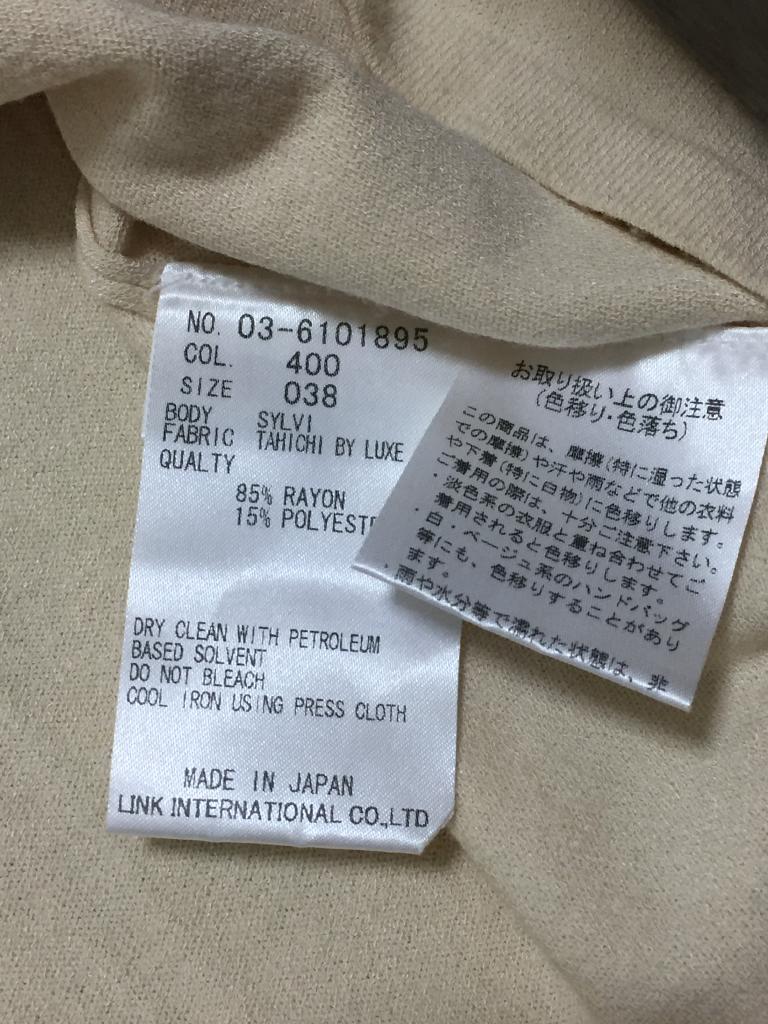 NO. 03-6101895
COL. 400
SIZE 038
BODY SYLVI
FABRIC TAHICHI BY LUXE
QUALTY
85% RAYON
15% POLYESTE
DRY CLEAN WITH PETROLEUM
BASED SOLVENT
DO NOT BLEACH
COOL IRON USING PRESS CLOTH
MADE IN JAPAN
LINK INTERNATIONAL CO.,LTD
お取り扱い上の御注意
(色移り・色落ち)
この商品は、摩擦(特に湿った状態
での摩擦)や汗や雨などで他の衣料
や下着(特に白物)に色移りします。
ご着用の際は、十分ご注意下さい。
・淡色系の衣服と重ね合わせてご
着用されると色移りします。
・白・ベージュ系のハンドバッグ
等にも、色移りすることがあり
ます。
・雨や水分等で濡れた状態は、非